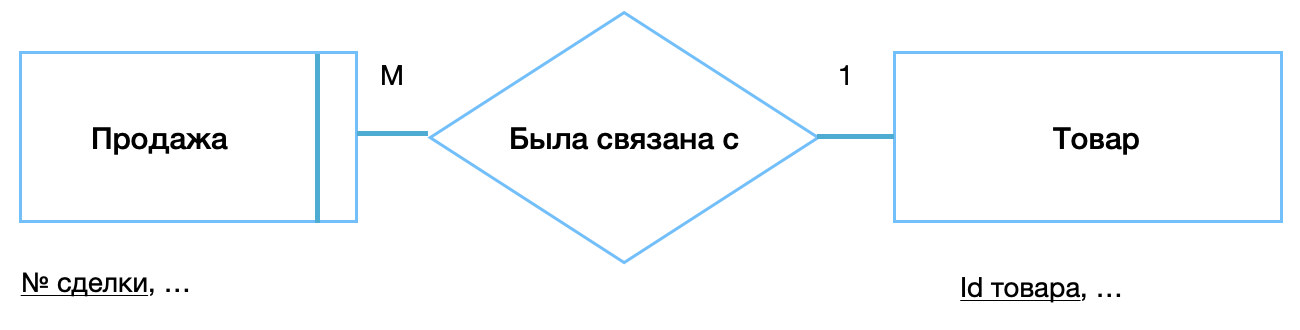 M
1
Продажа
Была связана с
Товар
№ сделки, ...
Id товара, ...